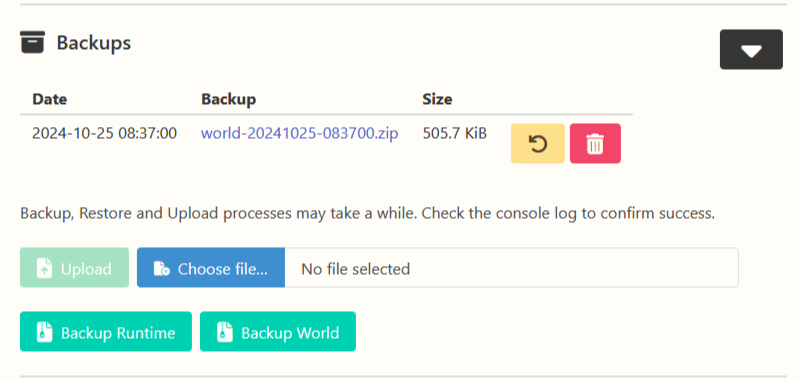 Backups
Date Backup Size
2024-10-25 08:37:00 world-20241025-083700.zip 505.7 KiB
Backup, Restore and Upload processes may take a while. Check the console log to confirm success.
Upload Choose file... No file selected
Backup Runtime Backup World